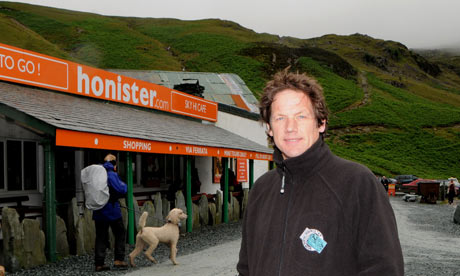 TO GO!
honister.com
SKY HI CAFE
SHOPPING
VIA FERRATA